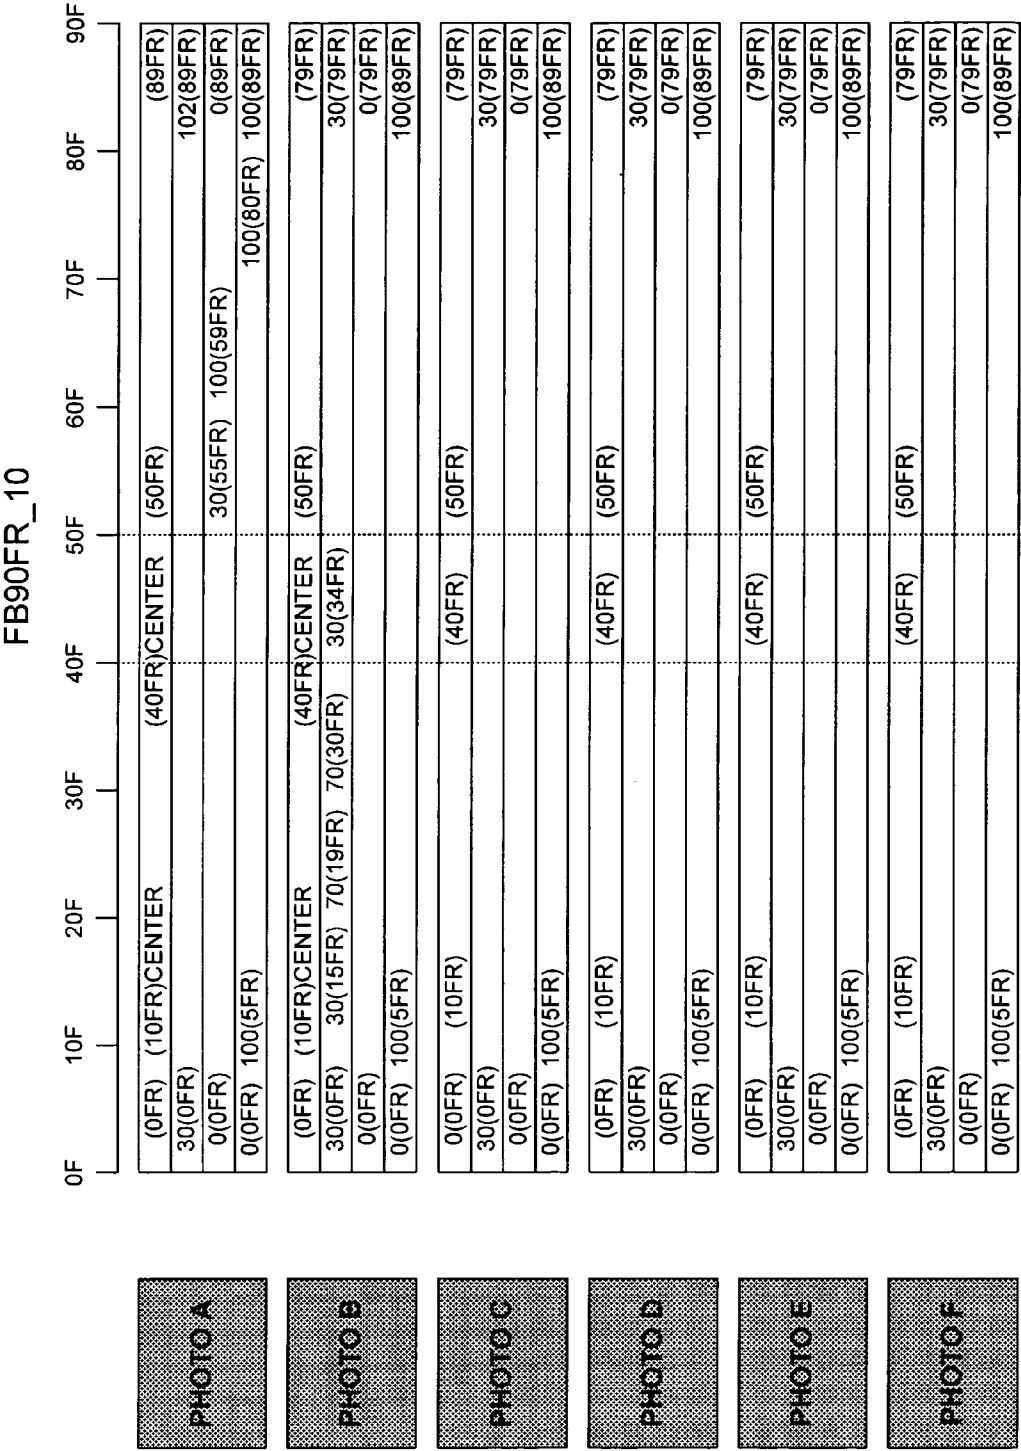 FB90FR_10
0F 10F 20F 30F 40F 50F 60F 70F 80F 90F
PHOTO A
(0FR) (10FR)CENTER (40FR)CENTER (50FR) (89FR)
30(0FR) 102(89FR)
0(0FR) 30(55FR) 100(59FR) 0(89FR)
0(0FR) 100(5FR) 100(80FR) 100(89FR)
PHOTO B
(0FR) (10FR)CENTER (40FR)CENTER (50FR) (79FR)
30(0FR) 30(15FR) 70(19FR) 70(30FR) 30(34FR) 30(79FR)
0(0FR) 0(79FR)
0(0FR) 100(5FR) 100(89FR)
PHOTO C
0(0FR) (10FR) (40FR) (50FR) (79FR)
30(0FR) 30(79FR)
0(0FR) 0(79FR)
0(0FR) 100(5FR) 100(89FR)
PHOTO D
(0FR) (10FR) (40FR) (50FR) (79FR)
30(0FR) 30(79FR)
0(0FR) 0(79FR)
0(0FR) 100(5FR) 100(89FR)
PHOTO E
(0FR) (10FR) (40FR) (50FR) (79FR)
30(0FR) 30(79FR)
0(0FR) 0(79FR)
0(0FR) 100(5FR) 100(89FR)
PHOTO F
(0FR) (10FR) (40FR) (50FR) (79FR)
30(0FR) 30(79FR)
0(0FR) 0(79FR)
0(0FR) 100(5FR) 100(89FR)